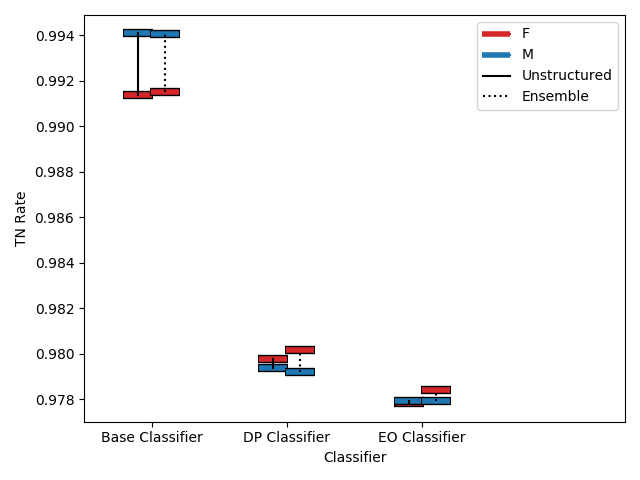 0.994
0.992
0.990
0.988
0.986
0.984
0.982
0.980
0.978
TN Rate
F
M
Unstructured
Ensemble
Base Classifier
DP Classifier
EO Classifier
Classifier